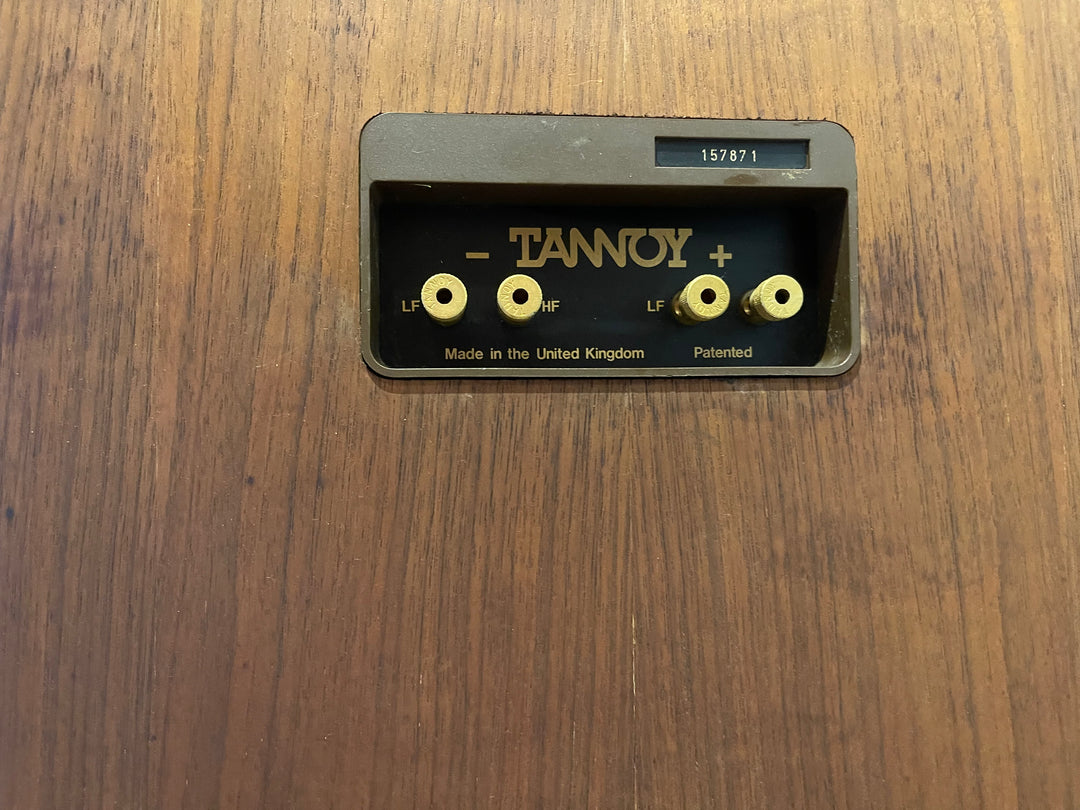 157871
- TANNOY +
LF HF LF
Made in the United Kingdom Patented